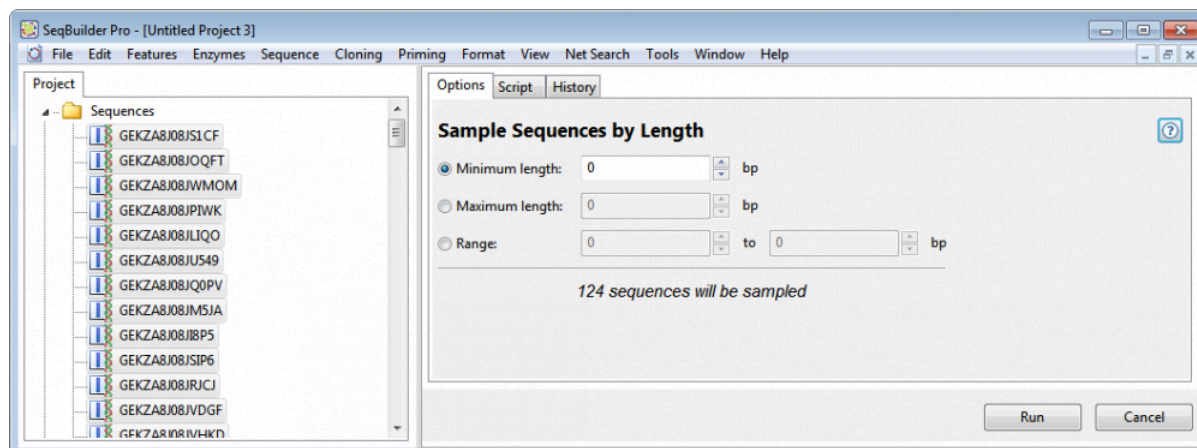 SeqBuilder Pro - [Untitled Project 3]
File Edit Features Enzymes Sequence Cloning Priming Format View Net Search Tools Window Help
Project
Sequences
GEKZA8J08JS1CF
GEKZA8J08JOQFT
GEKZA8J08JWMOM
GEKZA8J08JPIWK
GEKZA8J08JLIQO
GEKZA8J08JU549
GEKZA8J08JQ0PV
GEKZA8J08JM5JA
GEKZA8J08JI8P5
GEKZA8J08JSIP6
GEKZA8J08JRJCJ
GEKZA8J08JVDGF
GEKZA8J08JVHKD
Options Script History
Sample Sequences by Length
Minimum length: 0 bp
Maximum length: 0 bp
Range: 0 to 0 bp
124 sequences will be sampled
Run Cancel